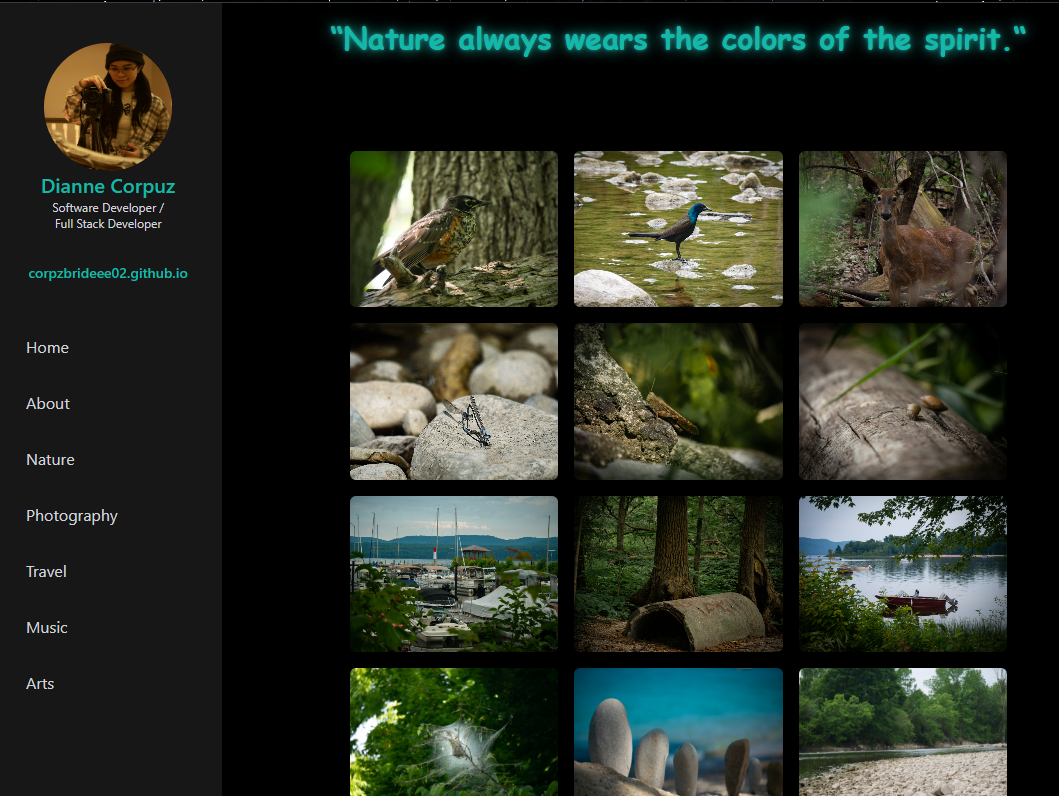 “Nature always wears the colors of the spirit.“
Dianne Corpuz
Software Developer /
Full Stack Developer
corpzbrideee02.github.io
Home
About
Nature
Photography
Travel
Music
Arts